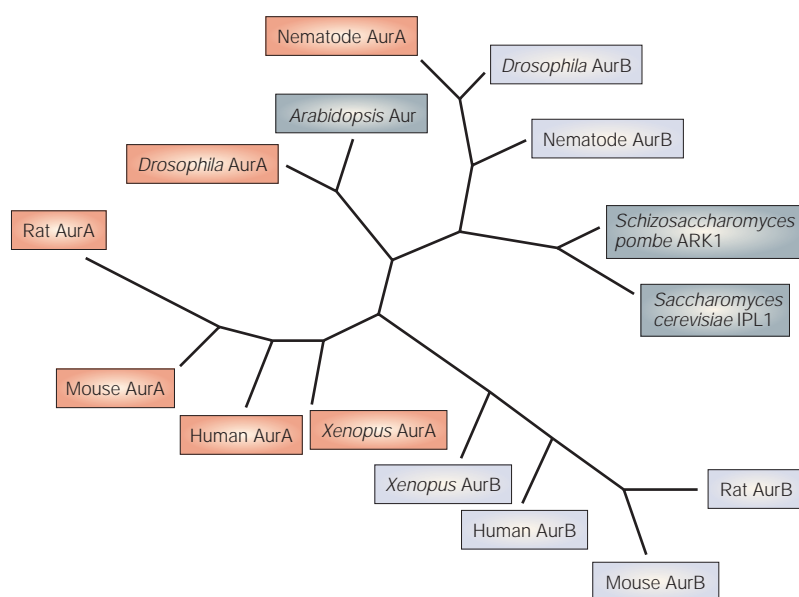 Nematode AurA
Drosophila AurB
Arabidopsis Aur
Nematode AurB
Drosophila AurA
Rat AurA
Schizosaccharomyces
pombe ARK1
Saccharomyces
cerevisiae IPL1
Mouse AurA
Human AurA
Xenopus AurA
Xenopus AurB
Rat AurB
Human AurB
Mouse AurB